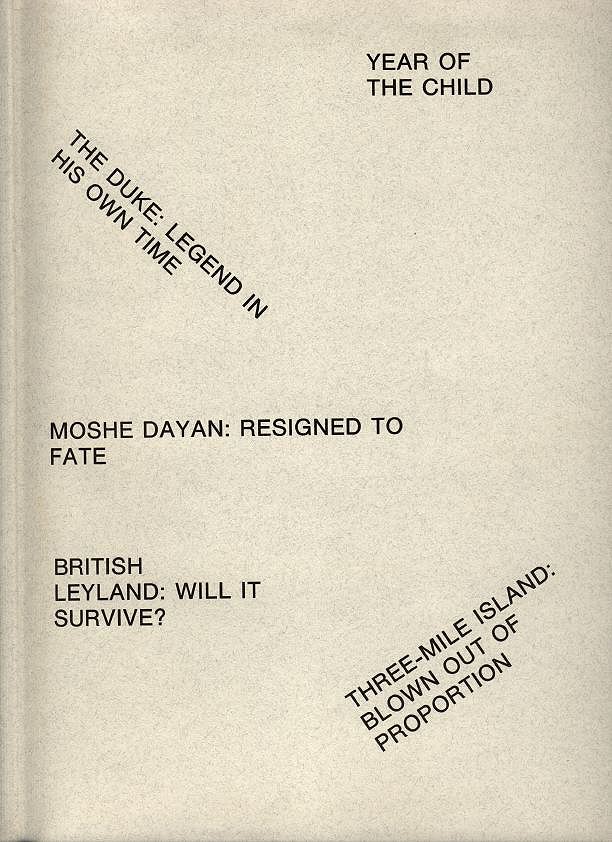 YEAR OF
THE CHILD
THE DUKE: LEGEND IN
HIS OWN TIME
MOSHE DAYAN: RESIGNED TO
FATE
BRITISH
LEYLAND: WILL IT
SURVIVE?
THREE-MILE ISLAND:
BLOWN OUT OF
PROPORTION